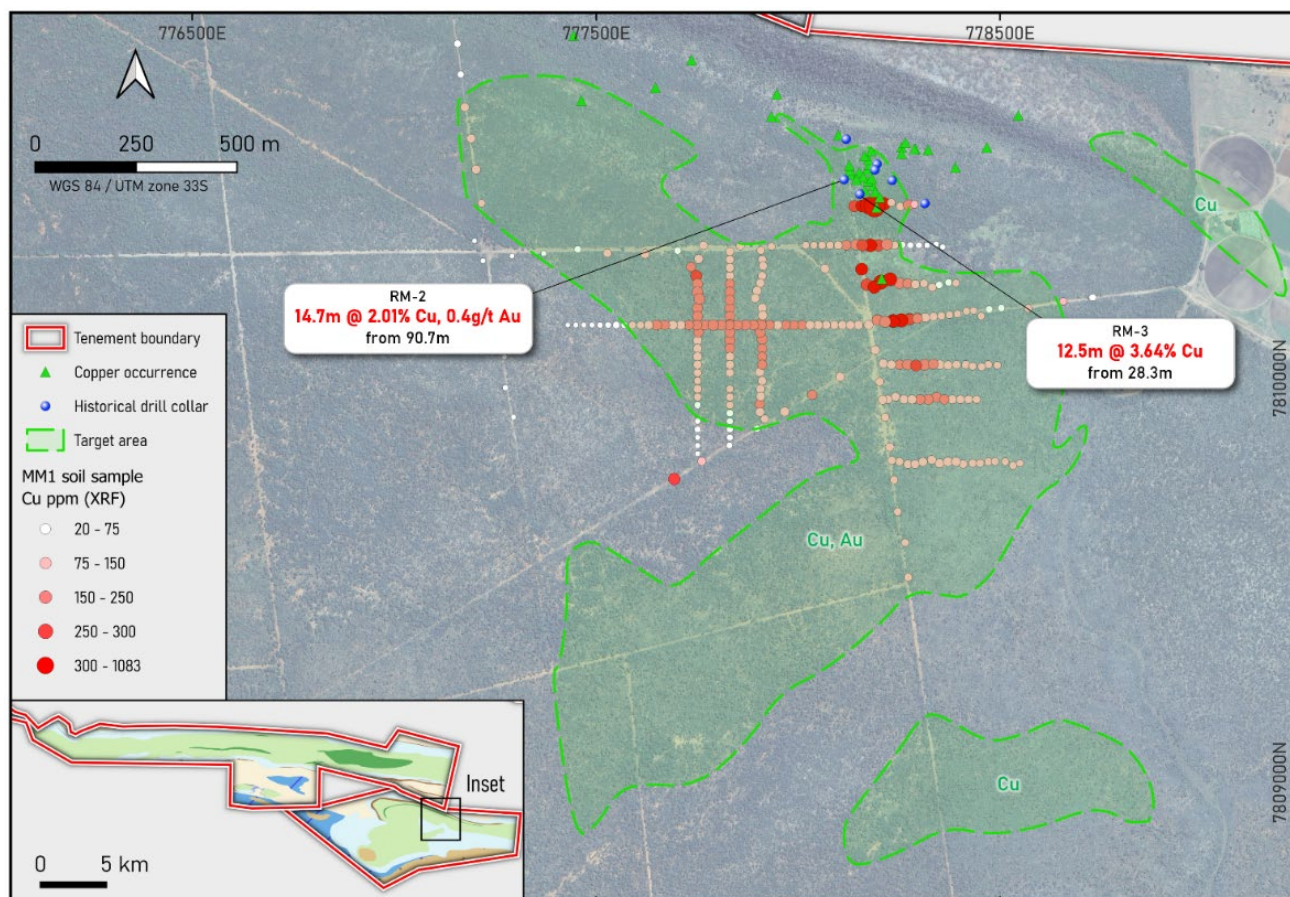 776500E
777500E
778500E
0 250 500 m
WGS 84 / UTM zone 33S
Cu
RM-2
14.7m @ 2.01% Cu, 0.4g/t Au
from 90.7m
RM-3
12.5m @ 3.64% Cu
from 28.3m
7810000N
Tenement boundary
Copper occurrence
Historical drill collar
Target area
MM1 soil sample
Cu ppm (XRF)
20 - 75
75 - 150
150 - 250
250 - 300
300 - 1083
Cu, Au
Cu
7809000N
Inset
0 5 km